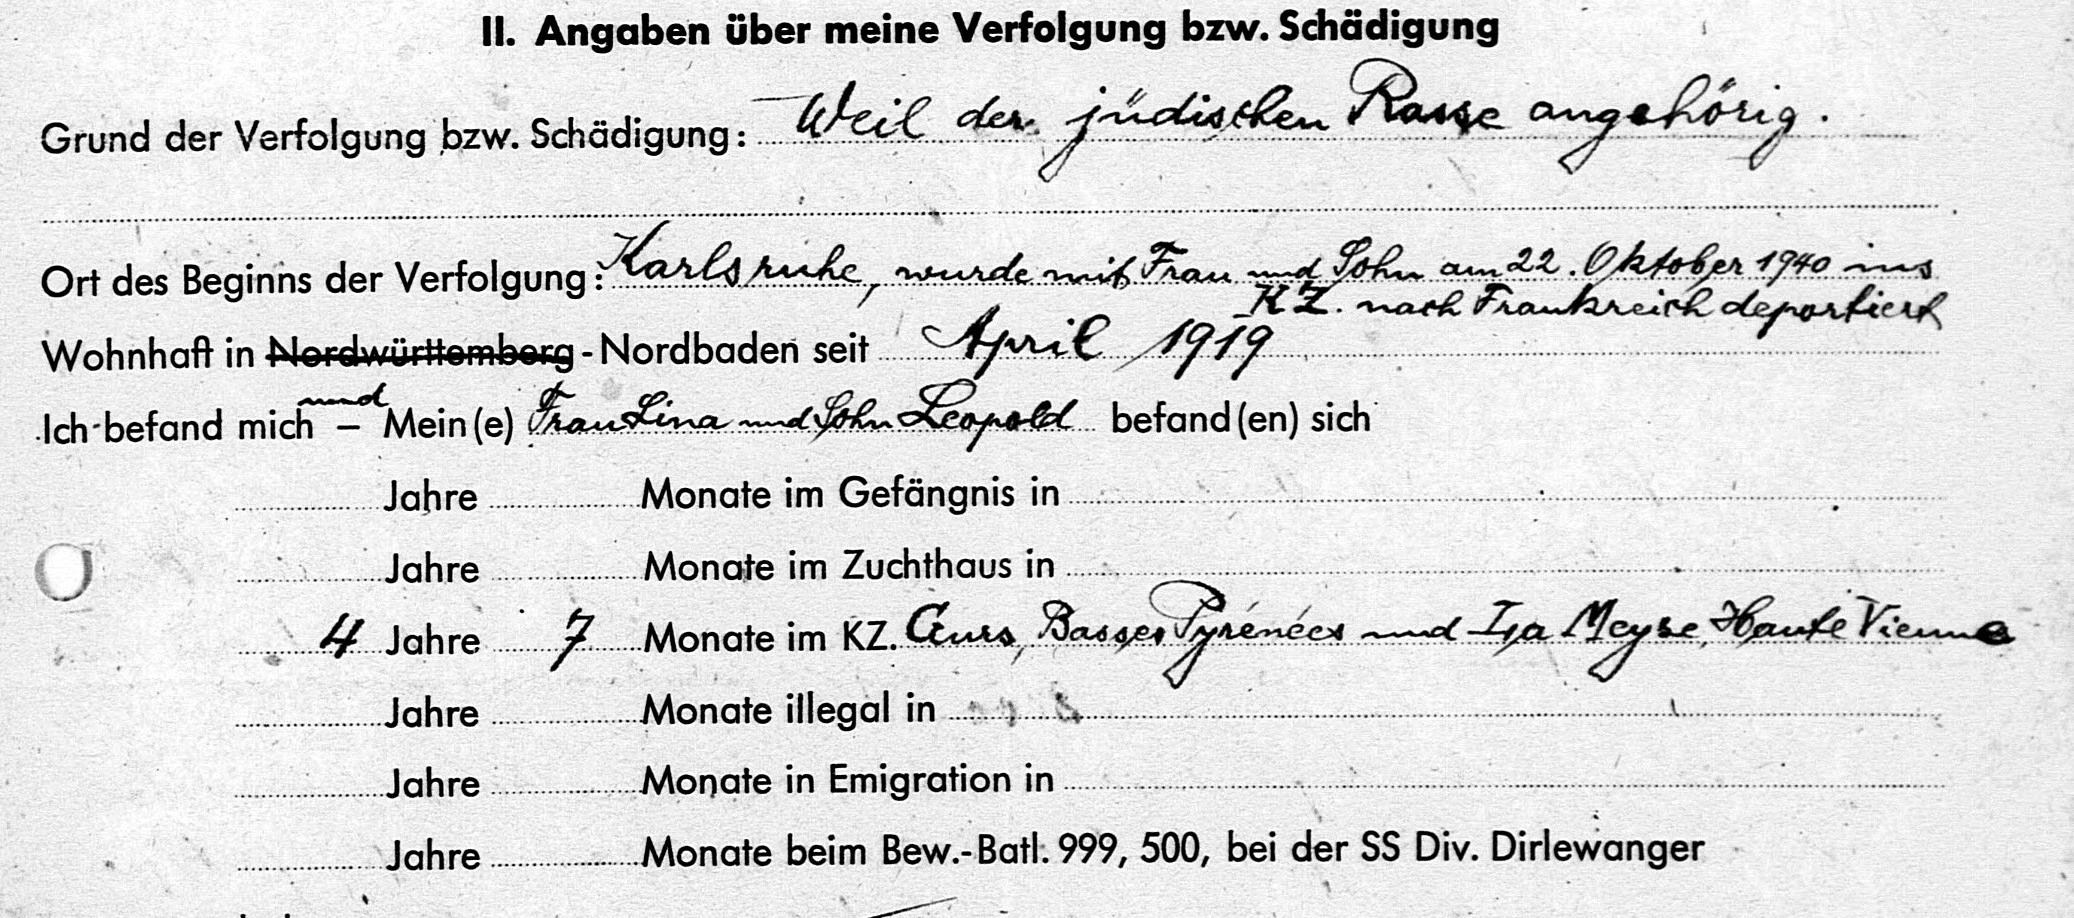 II. Angaben über meine Verfolgung bzw. Schädigung
Grund der Verfolgung bzw. Schädigung: Weil der jüdischen Rasse angehörig.
Ort des Beginns der Verfolgung: Karlsruhe, wurde mit Frau und Sohn am 22. Oktober 1940 ins
KZ. nach Frankreich deportiert
Wohnhaft in Nordwürttemberg - Nordbaden seit April 1919
und
Ich befand mich – Mein(e) Frau Lina und Sohn Leopold befand(en) sich
Jahre Monate im Gefängnis in
Jahre Monate im Zuchthaus in
4 Jahre 7 Monate im KZ. Gurs, Basses Pyrénées und Isa Meyse, Haute Vienne
Jahre Monate illegal in
Jahre Monate in Emigration in
Jahre Monate beim Bew.-Batl. 999, 500, bei der SS Div. Dirlewanger